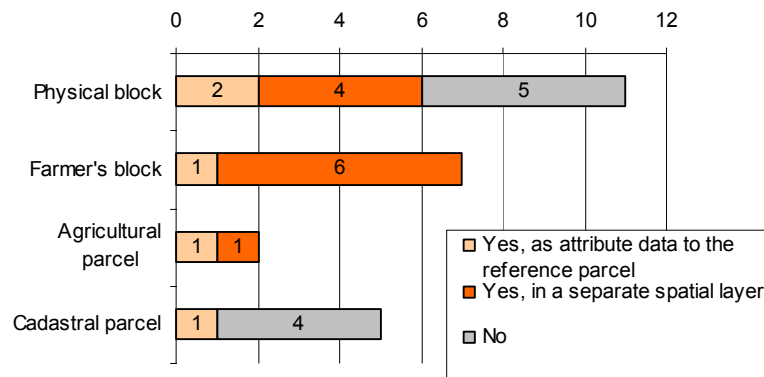 0 2 4 6 8 10 12
Physical block 2 4 5
Farmer's block 1 6
Agricultural
parcel 1 1
Cadastral parcel 1 4
Yes, as attribute data to the
reference parcel
Yes, in a separate spatial layer
No